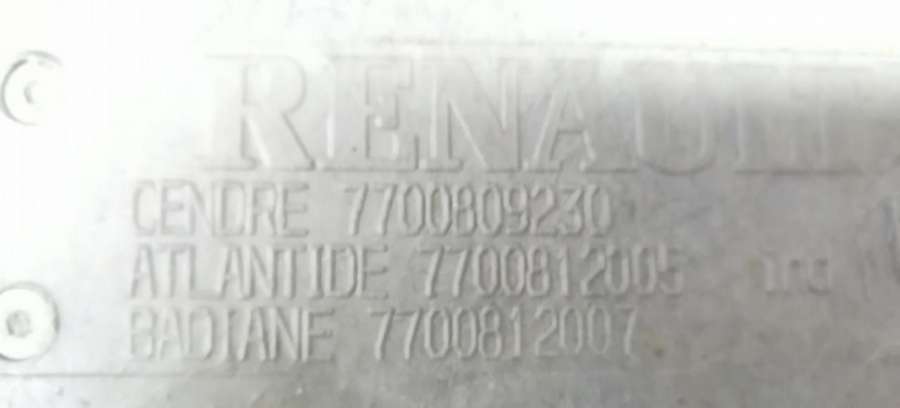 RENAULT
CENDRE 7700809230
ATLANTIDE 7700812005
BADIANE 7700812007